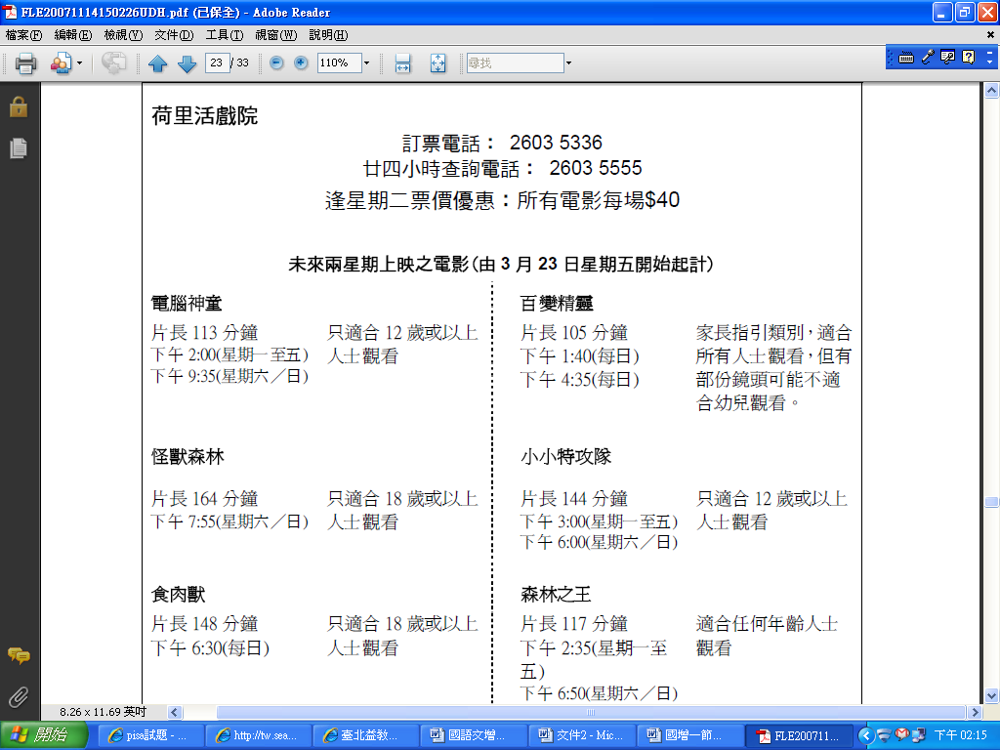 FLE20071114150226UDH.pdf (已保全) - Adobe Reader
檔案(F) 編輯(E) 檢視(V) 文件(D) 工具(T) 視窗(W) 說明(H)
23 / 33 110% 尋找
荷里活戲院
訂票電話： 2603 5336
廿四小時查詢電話： 2603 5555
逢星期二票價優惠：所有電影每場$40
未來兩星期上映之電影(由 3 月 23 日星期五開始起計)
電腦神童
片長 113 分鐘 只適合 12 歲或以上
下午 2:00(星期一至五) 人士觀看
下午 9:35(星期六／日)
百變精靈
片長 105 分鐘 家長指引類別，適合
下午 1:40(每日) 所有人士觀看，但有
下午 4:35(每日) 部份鏡頭可能不適
合幼兒觀看。
怪獸森林
片長 164 分鐘 只適合 18 歲或以上
下午 7:55(星期六／日) 人士觀看
小小特攻隊
片長 144 分鐘 只適合 12 歲或以上
下午 3:00(星期一至五) 人士觀看
下午 6:00(星期六／日)
食肉獸
片長 148 分鐘 只適合 18 歲或以上
下午 6:30(每日) 人士觀看
森林之王
片長 117 分鐘 適合任何年齡人士
下午 2:35(星期一至 觀看
五)
下午 6:50(星期六／日)
8.26 x 11.69 英吋
開始 pisa試題 - ... http://tw.sea... 臺北益教... 國語文增... 文件2 - Mic... 國增一節... FLE200711... 下午 02:15